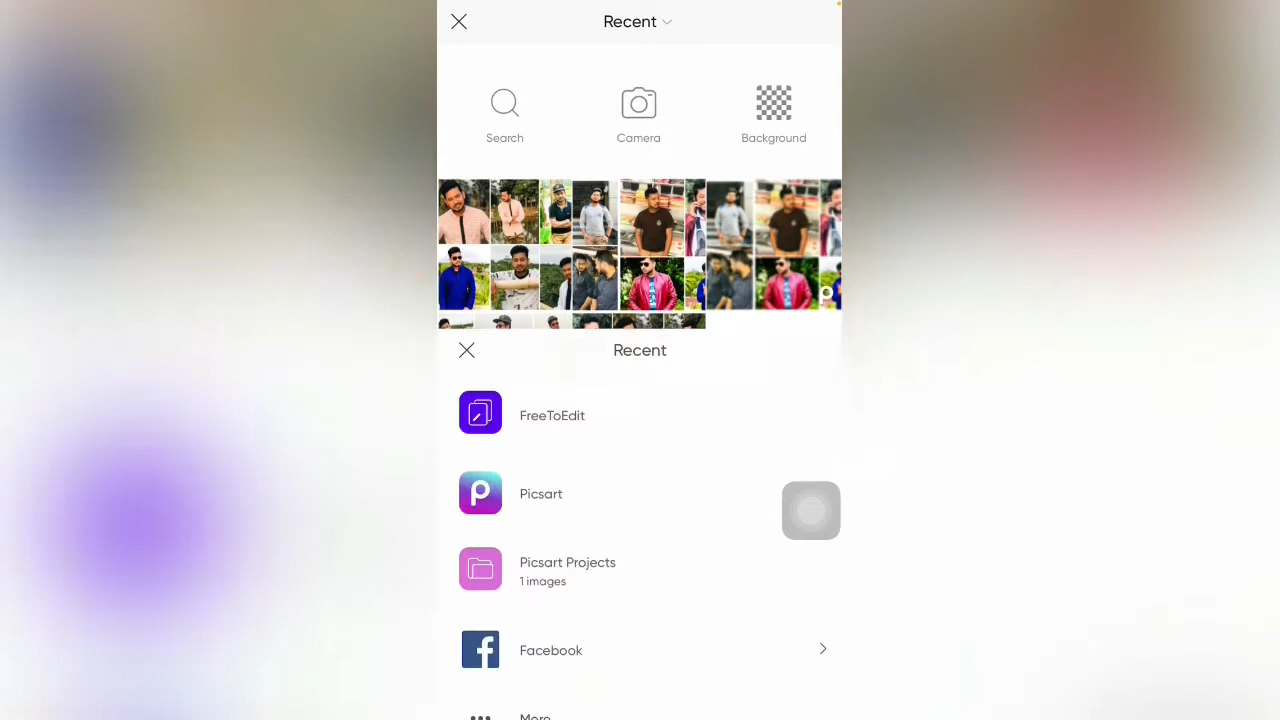 Recent
Search
Camera
Background
Recent
FreeToEdit
Picsart
Picsart Projects
1 images
Facebook
More